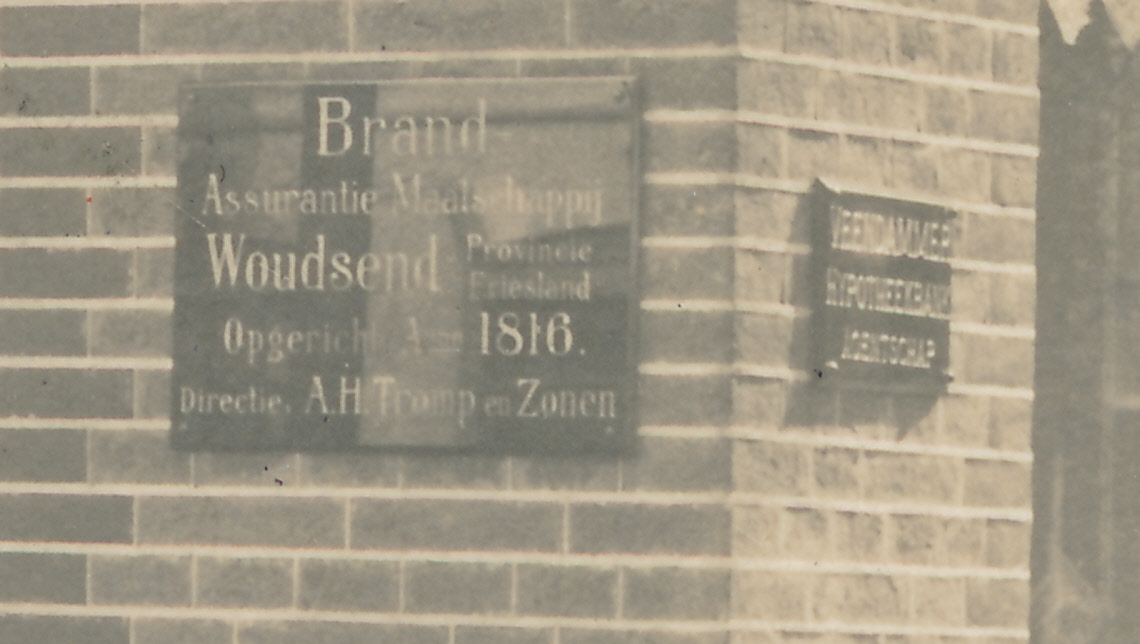 Brand
Assurantie Maatschappij
Woudsend Provincie
Friesland
Opgericht Anno 1816.
Directie. A.H. Tromp en Zonen
VEENDAMMER
HYPOTHEEKBANK
AGENTSCHAP